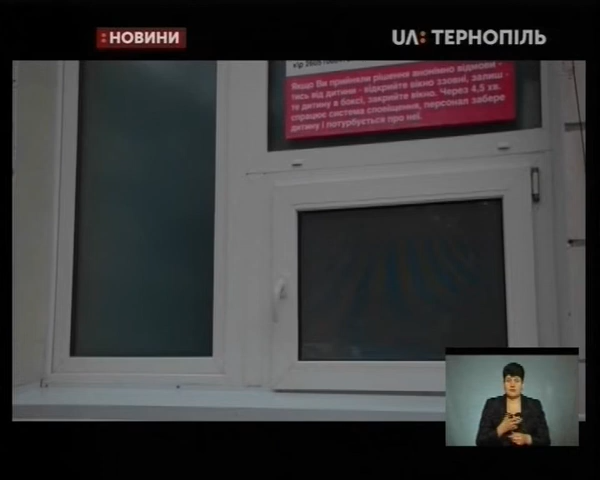 :НОВИНИ
UA: ТЕРНОПІЛЬ
Якщо Ви прийняли рішення анонімно відмови -
тись від дитини - відкрийте вікно ззовні, залиш -
те дитину в боксі, закрийте вікно. Через 4,5 хв.
спрацює система сповіщення, персонал забере
дитину і потурбується про неї.